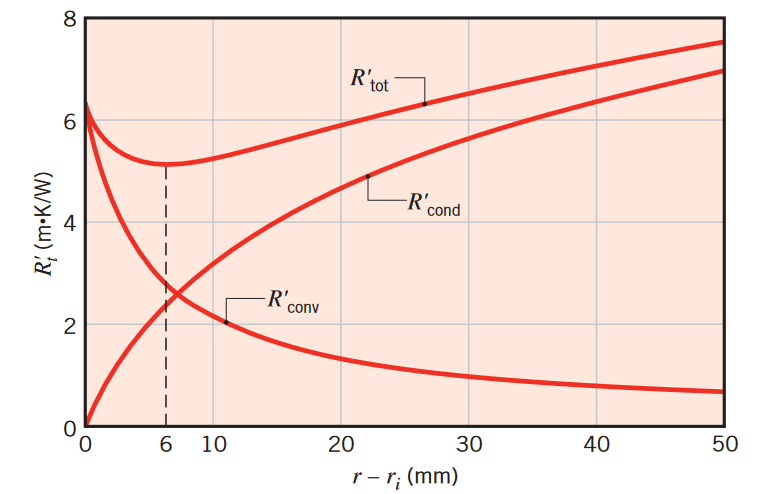 8
R′tot
6
R′cond
4
R′t (m•K/W)
R′conv
2
0
0 6 10 20 30 40 50
r – ri (mm)